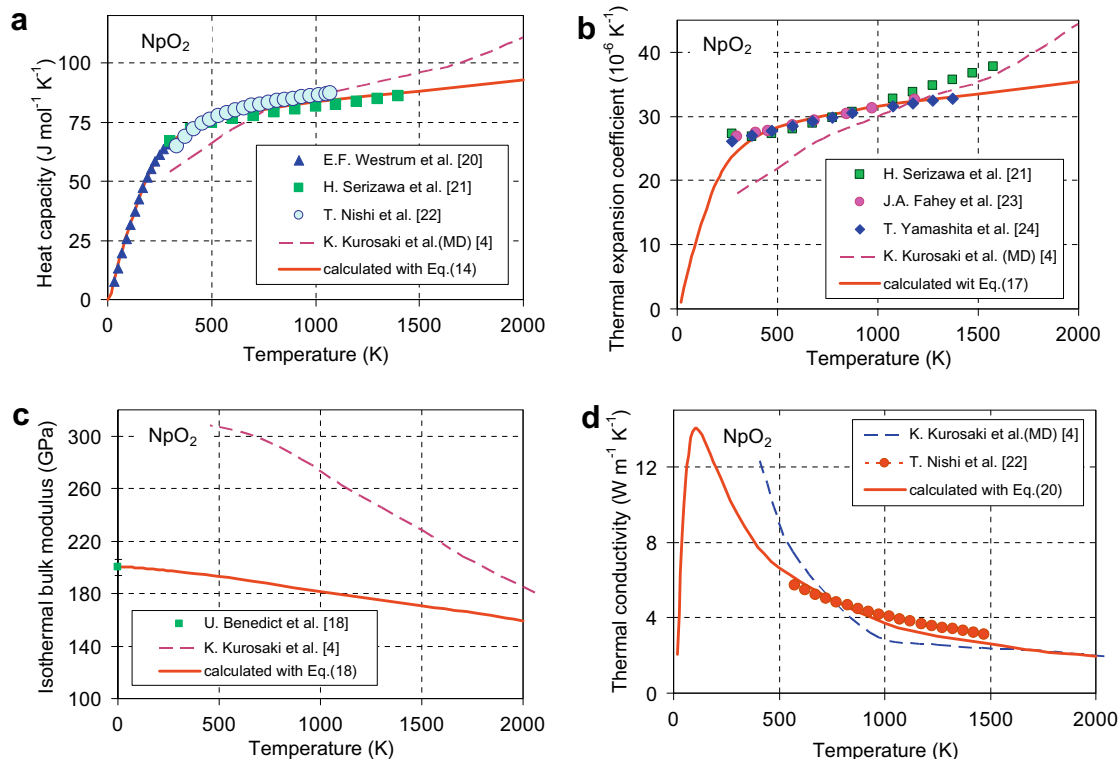 a
NpO2
Heat capacity (J mol-1 K-1)
100
75
50
25
0
E.F. Westrum et al. [20]
H. Serizawa et al. [21]
T. Nishi et al. [22]
K. Kurosaki et al.(MD) [4]
calculated with Eq.(14)
0 500 1000 1500 2000
Temperature (K)
b
NpO2
Thermal expansion coefficient (10-6 K-1)
40
30
20
10
0
H. Serizawa et al. [21]
J.A. Fahey et al. [23]
T. Yamashita et al. [24]
K. Kurosaki et al. (MD) [4]
calculated wit Eq.(17)
0 500 1000 1500 2000
Temperature (K)
c
NpO2
Isothermal bulk modulus (GPa)
300
260
220
180
140
100
U. Benedict et al. [18]
K. Kurosaki et al. [4]
calculated with Eq.(18)
0 500 1000 1500 2000
Temperature (K)
d
NpO2
Thermal conductivity (W m-1 K-1)
12
8
4
0
K. Kurosaki et al.(MD) [4]
T. Nishi et al. [22]
calculated with Eq.(20)
0 500 1000 1500 2000
Temperature (K)